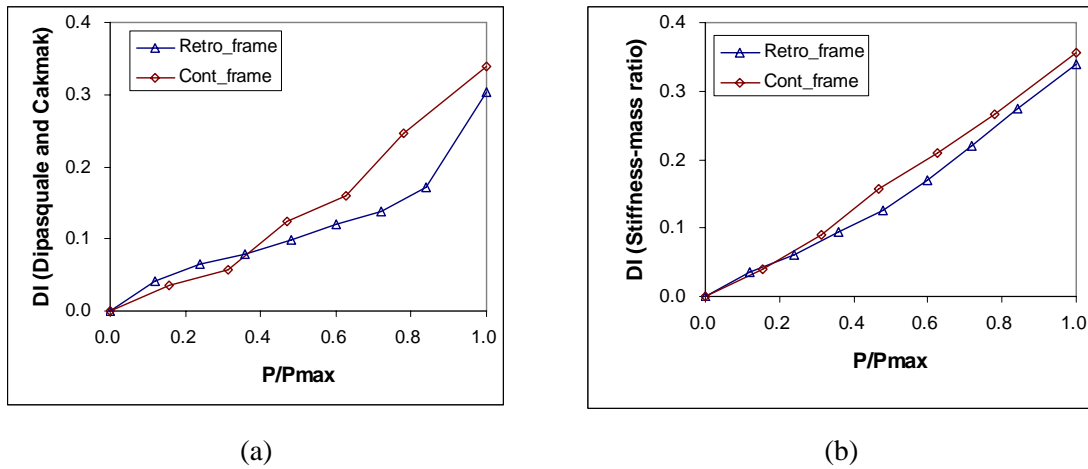 DI (Dipasquale and Cakmak)
0.4
0.3
0.2
0.1
0.0
Retro_frame
Cont_frame
0.0 0.2 0.4 0.6 0.8 1.0
P/Pmax
(a)
DI (Stiffness-mass ratio)
0.4
0.3
0.2
0.1
0.0
Retro_frame
Cont_frame
0.0 0.2 0.4 0.6 0.8 1.0
P/Pmax
(b)